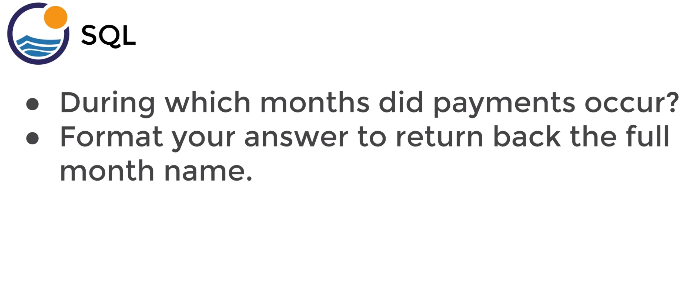 SQL
● During which months did payments occur?
● Format your answer to return back the full
month name.